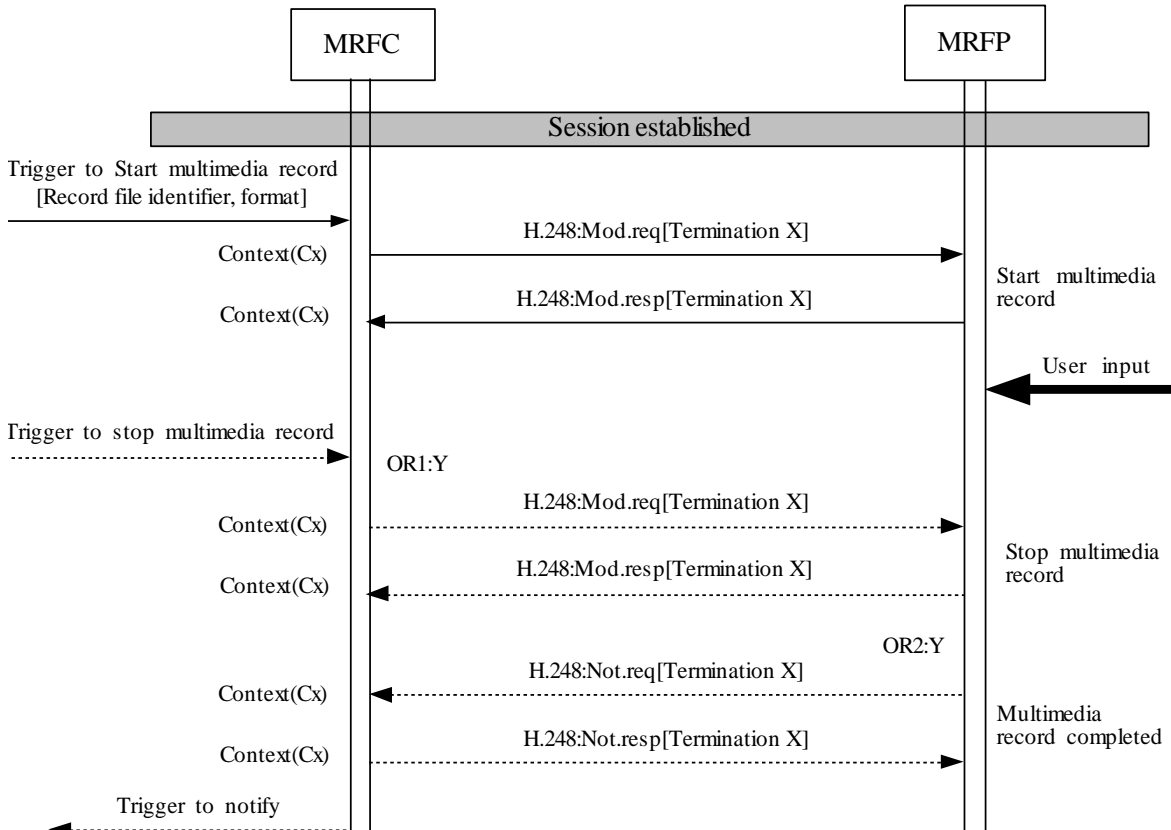 MRFC
MRFP
Session established
Trigger to Start multimedia record
[Record file identifier, format]
H.248:Mod.req[Termination X]
Context(Cx)
Start multimedia
record
H.248:Mod.resp[Termination X]
Context(Cx)
User input
Trigger to stop multimedia record
OR1:Y
H.248:Mod.req[Termination X]
Context(Cx)
Stop multimedia
record
H.248:Mod.resp[Termination X]
Context(Cx)
OR2:Y
H.248:Not.req[Termination X]
Context(Cx)
Multimedia
record completed
H.248:Not.resp[Termination X]
Context(Cx)
Trigger to notify